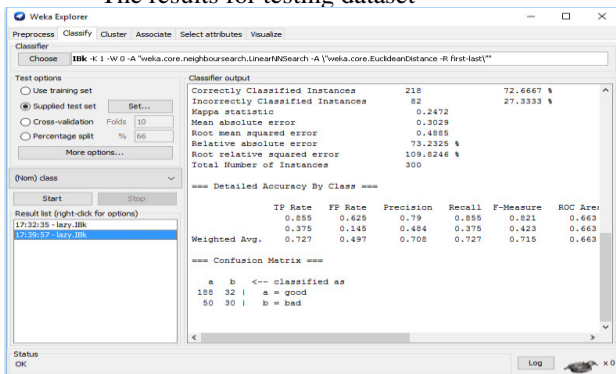 The results for testing dataset
Weka Explorer
Preprocess Classify Cluster Associate Select attributes Visualize
Classifier
Choose IBk -K 1 -W 0 -A "weka.core.neighboursearch.LinearNNSearch -A \"weka.core.EuclideanDistance -R first-last\""
Test options
Use training set
Supplied test set Set...
Cross-validation Folds 10
Percentage split % 66
More options...
(Nom) class
Start Stop
Result list (right-click for options)
17:32:35 - lazy.IBk
17:39:57 - lazy.IBk
Classifier output
Correctly Classified Instances 218 72.6667 %
Incorrectly Classified Instances 82 27.3333 %
Kappa statistic 0.2472
Mean absolute error 0.3029
Root mean squared error 0.4885
Relative absolute error 73.2325 %
Root relative squared error 109.8246 %
Total Number of Instances 300
=== Detailed Accuracy By Class ===
TP Rate FP Rate Precision Recall F-Measure ROC Area
0.855 0.625 0.79 0.855 0.821 0.663
0.375 0.145 0.484 0.375 0.423 0.663
Weighted Avg. 0.727 0.497 0.708 0.727 0.715 0.663
=== Confusion Matrix ===
a b <-- classified as
188 32 | a = good
50 30 | b = bad
Status
OK
Log x 0